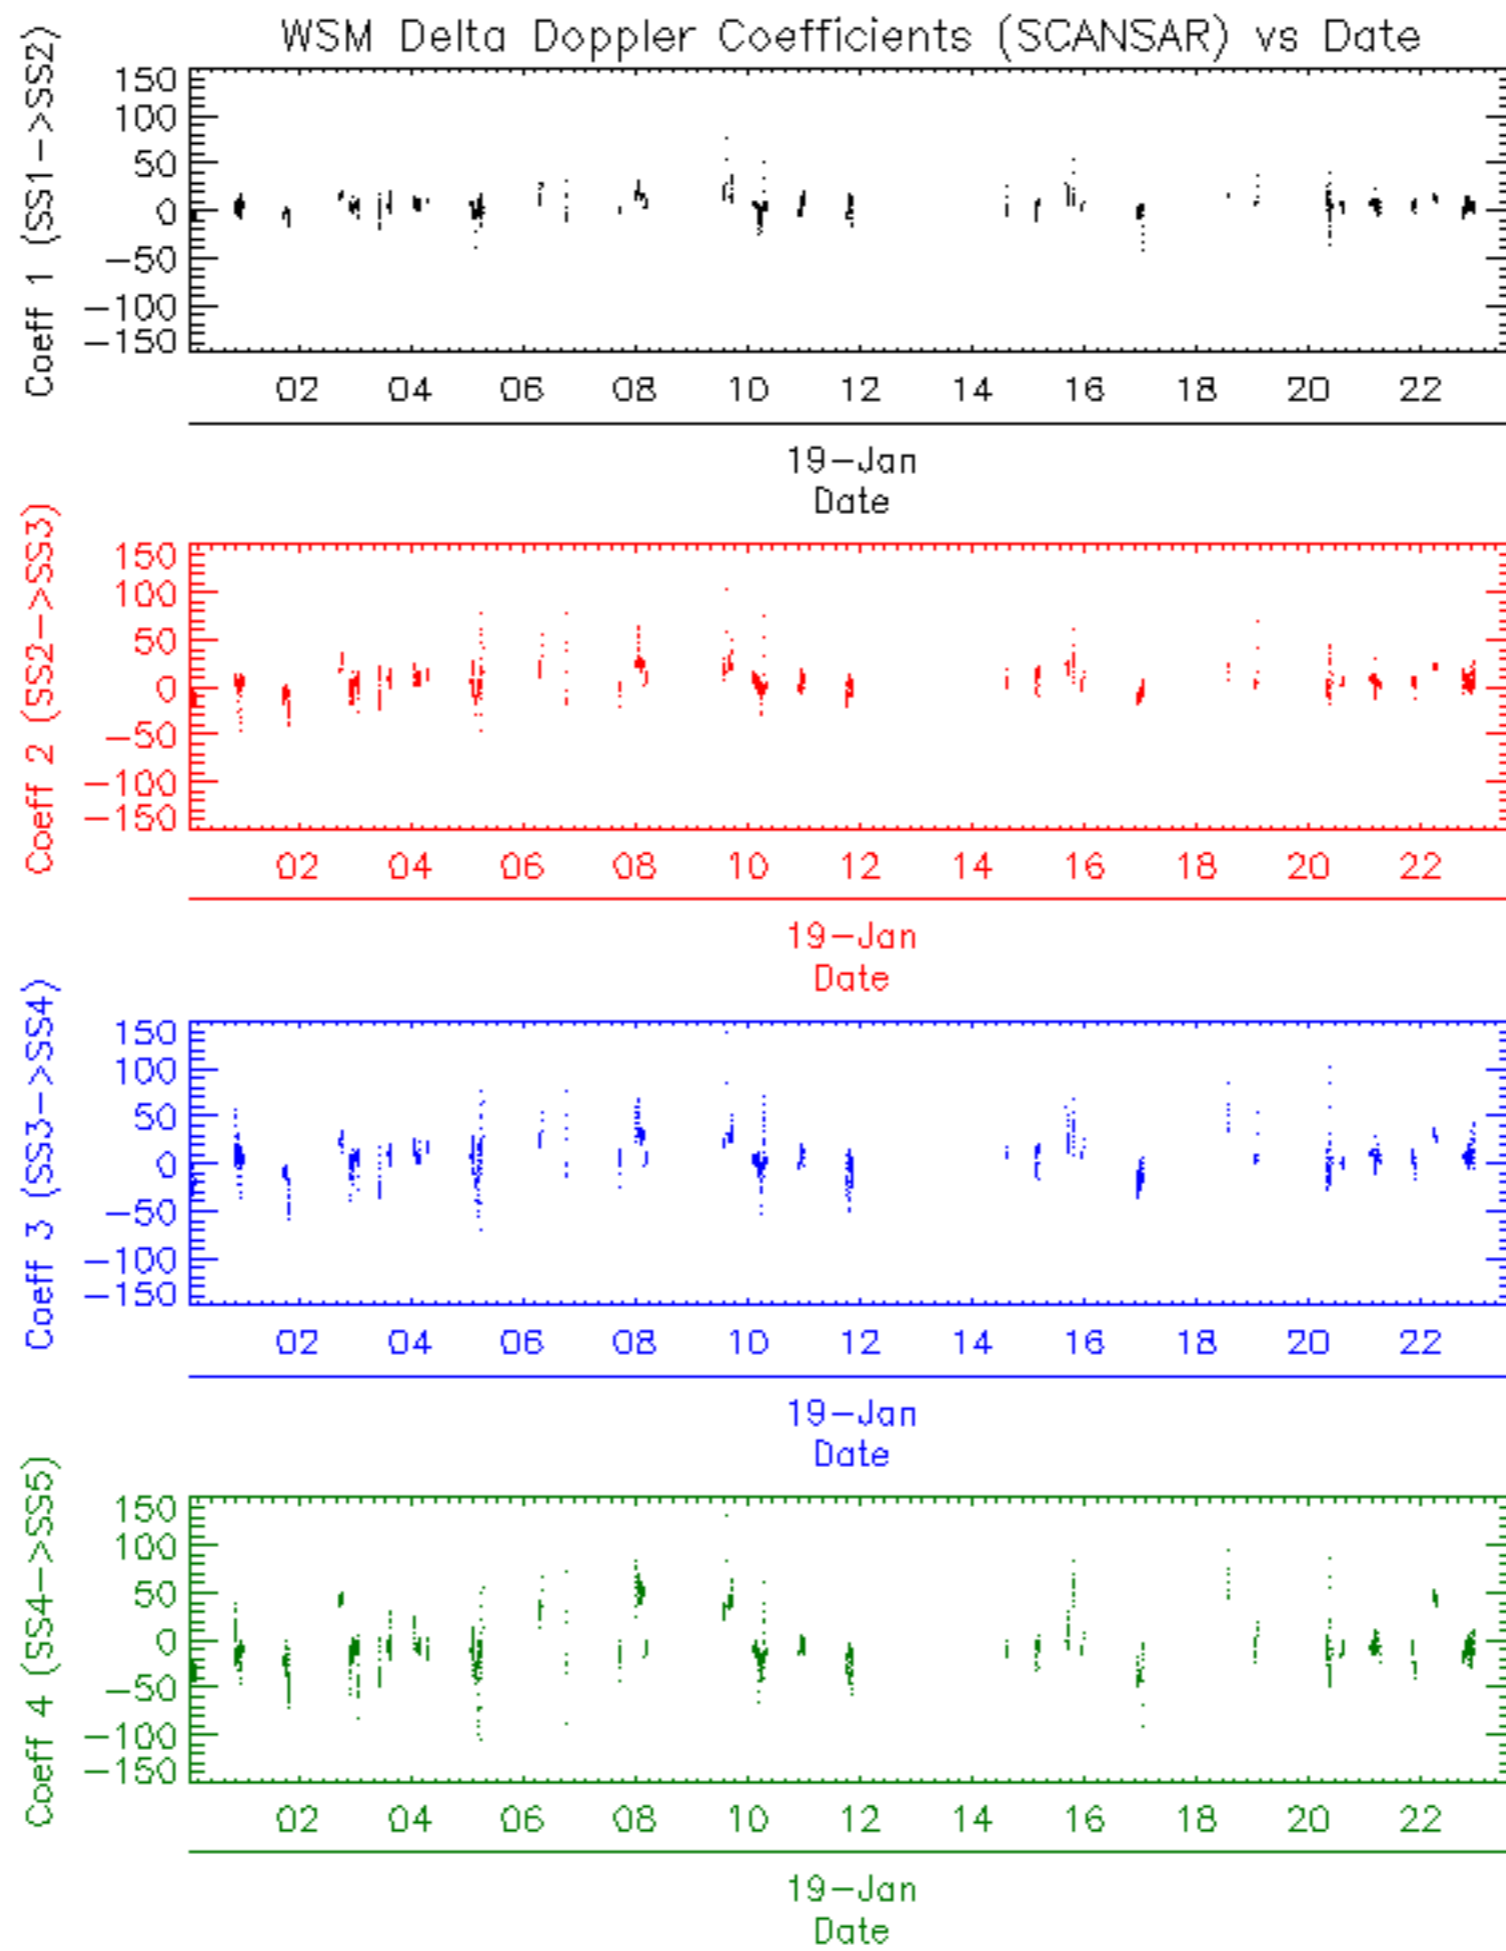 WSM Delta Doppler Coefficients (SCANSAR) vs Date
Coeff 1 (SS1->SS2)
150
100
50
0
-50
-100
-150
02 04 06 08 10 12 14 16 18 20 22
19-Jan
Date
Coeff 2 (SS2->SS3)
150
100
50
0
-50
-100
-150
02 04 06 08 10 12 14 16 18 20 22
19-Jan
Date
Coeff 3 (SS3->SS4)
150
100
50
0
-50
-100
-150
02 04 06 08 10 12 14 16 18 20 22
19-Jan
Date
Coeff 4 (SS4->SS5)
150
100
50
0
-50
-100
-150
02 04 06 08 10 12 14 16 18 20 22
19-Jan
Date